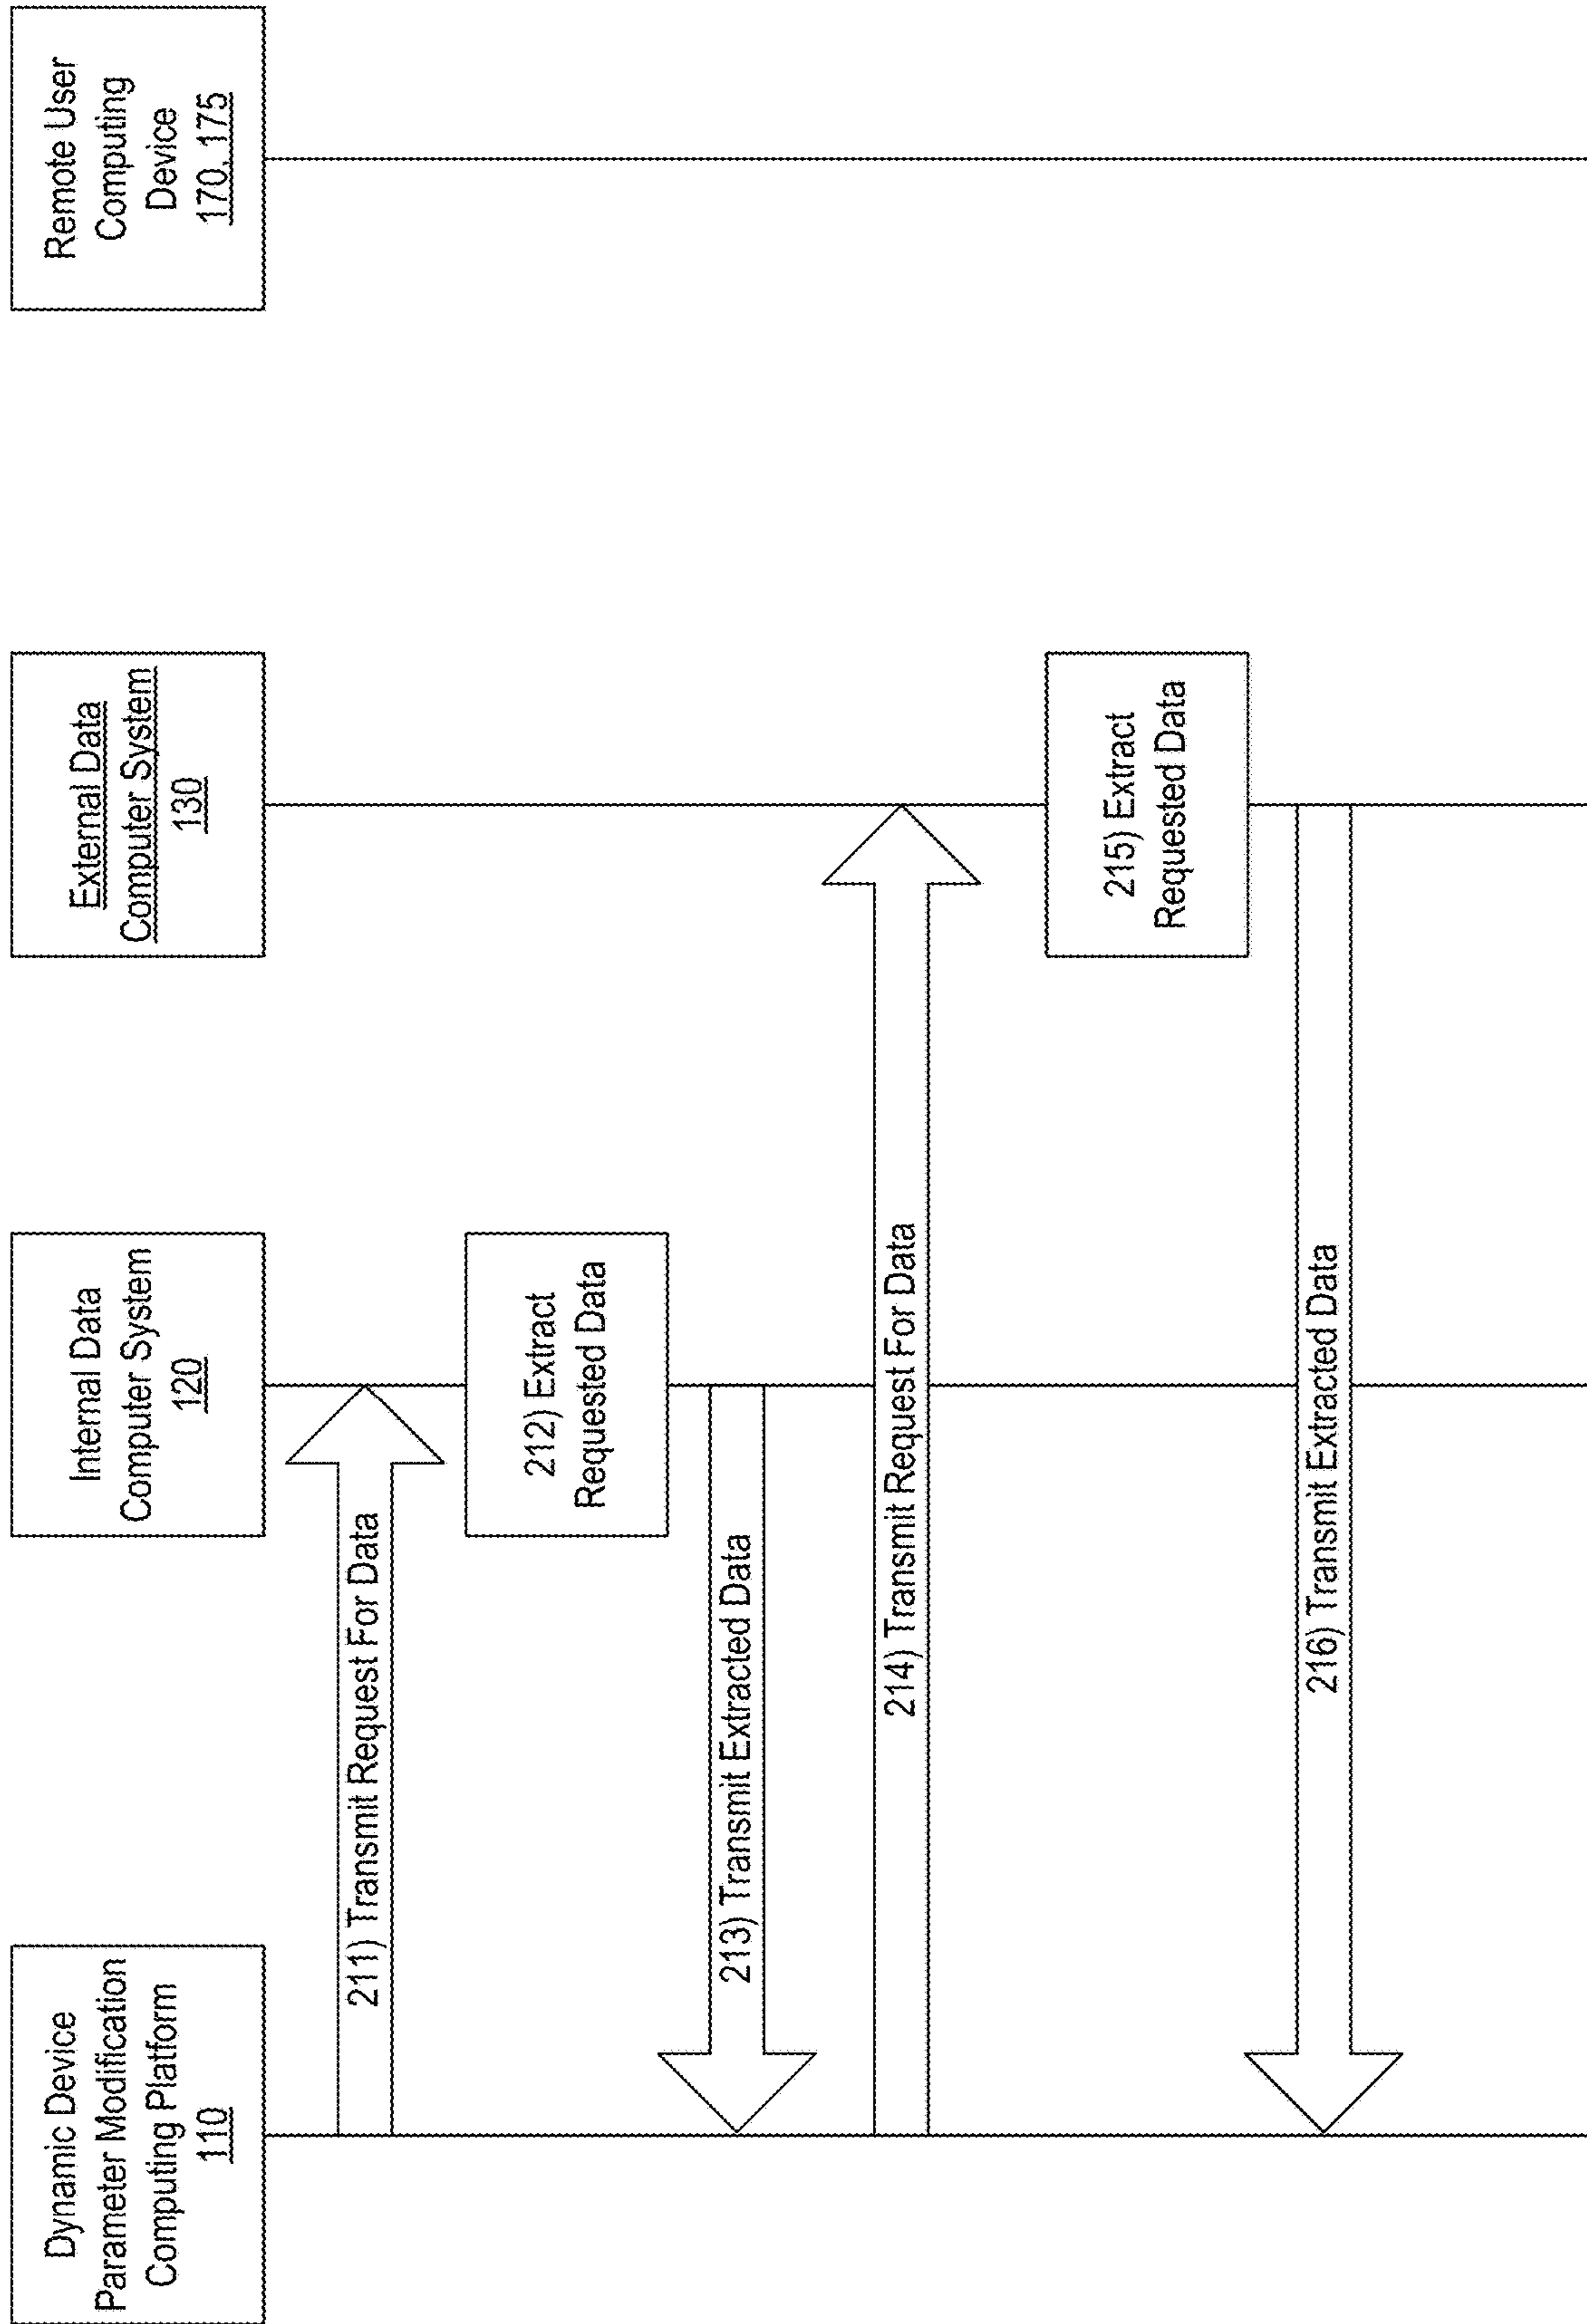 Dynamic Device
Parameter Modification
Computing Platform
110
Internal Data
Computer System
120
External Data
Computer System
130
Remote User
Computing
Device
170, 175
211) Transmit Request For Data
212) Extract
Requested Data
213) Transmit Extracted Data
214) Transmit Request For Data
215) Extract
Requested Data
216) Transmit Extracted Data